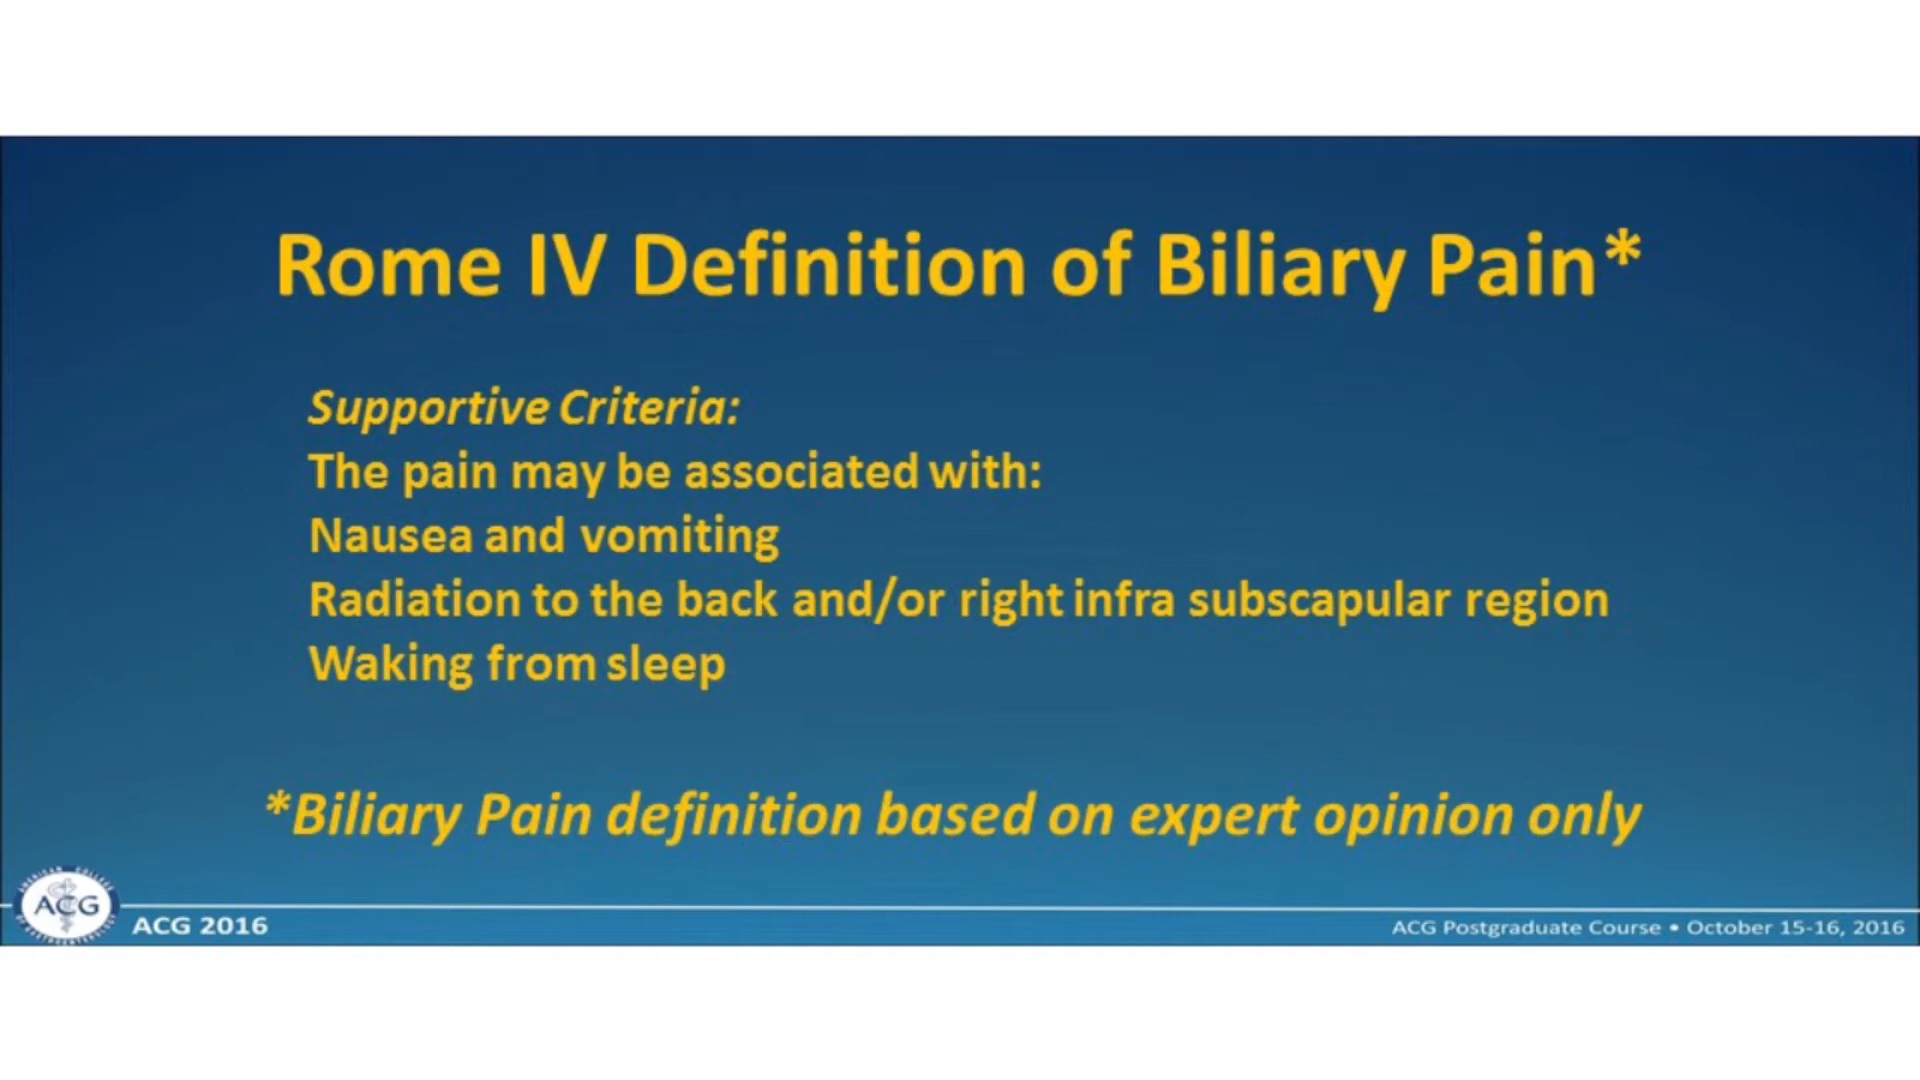 Rome IV Definition of Biliary Pain*
Supportive Criteria:
The pain may be associated with:
Nausea and vomiting
Radiation to the back and/or right infra subscapular region
Waking from sleep
*Biliary Pain definition based on expert opinion only
ACG
ACG 2016
ACG Postgraduate Course • October 15-16, 2016